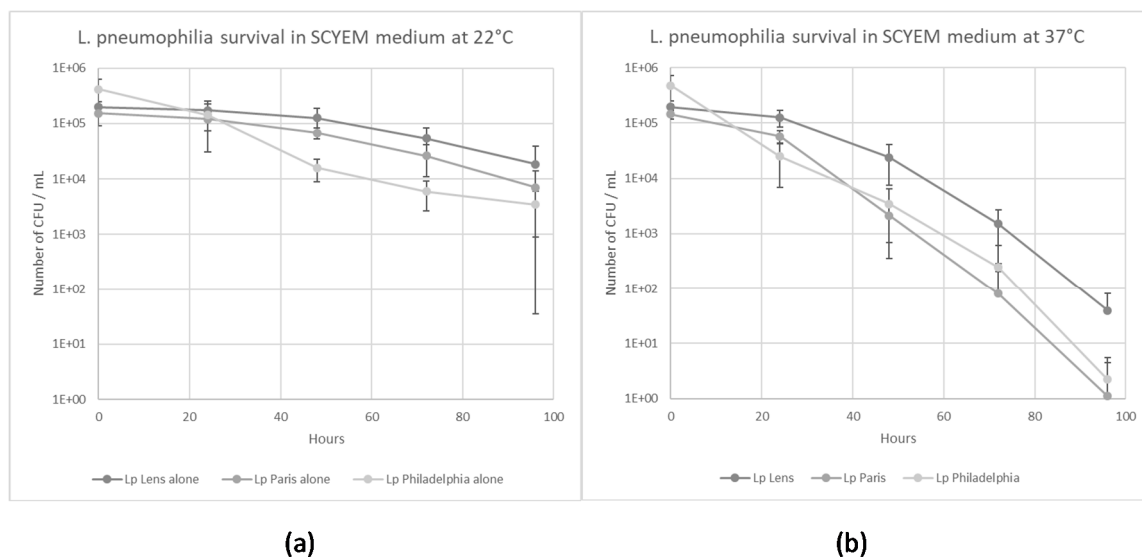 L. pneumophilia survival in SCYEM medium at 22°C
Number of CFU / mL
1E+06
1E+05
1E+04
1E+03
1E+02
1E+01
1E+00
0 20 40 60 80 100
Hours
Lp Lens alone Lp Paris alone Lp Philadelphia alone
(a)
L. pneumophilia survival in SCYEM medium at 37°C
Number of CFU / mL
1E+06
1E+05
1E+04
1E+03
1E+02
1E+01
1E+00
0 20 40 60 80 100
Hours
Lp Lens Lp Paris Lp Philadelphia
(b)